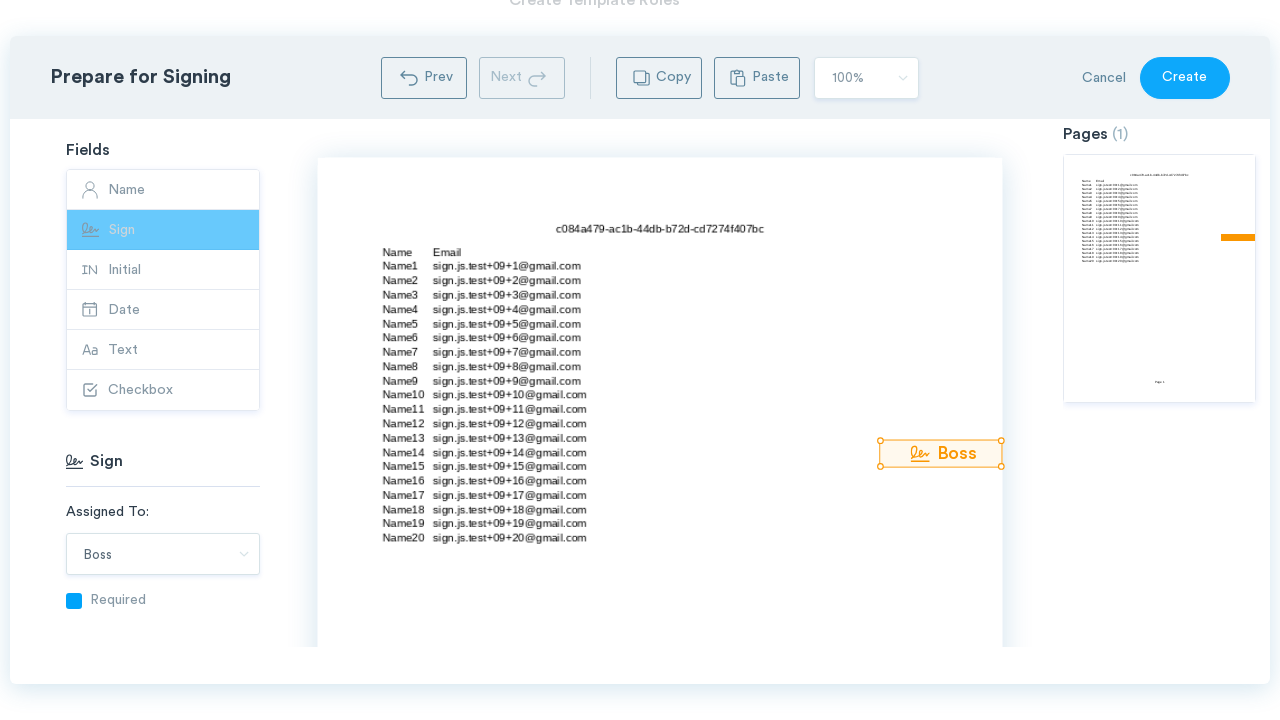 Create Template Roles
Prepare for Signing
Prev
Next
Copy
Paste
100%
Cancel
Create
Fields
Name
Sign
Initial
Date
Text
Checkbox
Sign
Assigned To:
Boss
Required
c084a479-ac1b-44db-b72d-cd7274f407bc
Name Email
Name1 sign.js.test+09+1@gmail.com
Name2 sign.js.test+09+2@gmail.com
Name3 sign.js.test+09+3@gmail.com
Name4 sign.js.test+09+4@gmail.com
Name5 sign.js.test+09+5@gmail.com
Name6 sign.js.test+09+6@gmail.com
Name7 sign.js.test+09+7@gmail.com
Name8 sign.js.test+09+8@gmail.com
Name9 sign.js.test+09+9@gmail.com
Name10 sign.js.test+09+10@gmail.com
Name11 sign.js.test+09+11@gmail.com
Name12 sign.js.test+09+12@gmail.com
Name13 sign.js.test+09+13@gmail.com
Name14 sign.js.test+09+14@gmail.com
Name15 sign.js.test+09+15@gmail.com
Name16 sign.js.test+09+16@gmail.com
Name17 sign.js.test+09+17@gmail.com
Name18 sign.js.test+09+18@gmail.com
Name19 sign.js.test+09+19@gmail.com
Name20 sign.js.test+09+20@gmail.com
Boss
Pages (1)